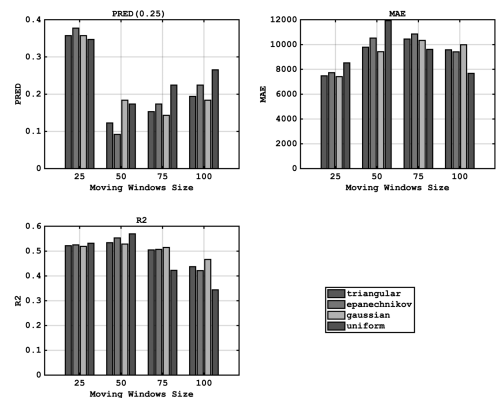 PRED(0.25)
0.4
0.3
0.2
0.1
0
PRED
25 50 75 100
Moving Windows Size
MAE
12000
10000
8000
6000
4000
2000
0
MAE
25 50 75 100
Moving Windows Size
R2
0.6
0.5
0.4
0.3
0.2
0.1
0
R2
25 50 75 100
Moving Windows Size
triangular
epanechnikov
gaussian
uniform